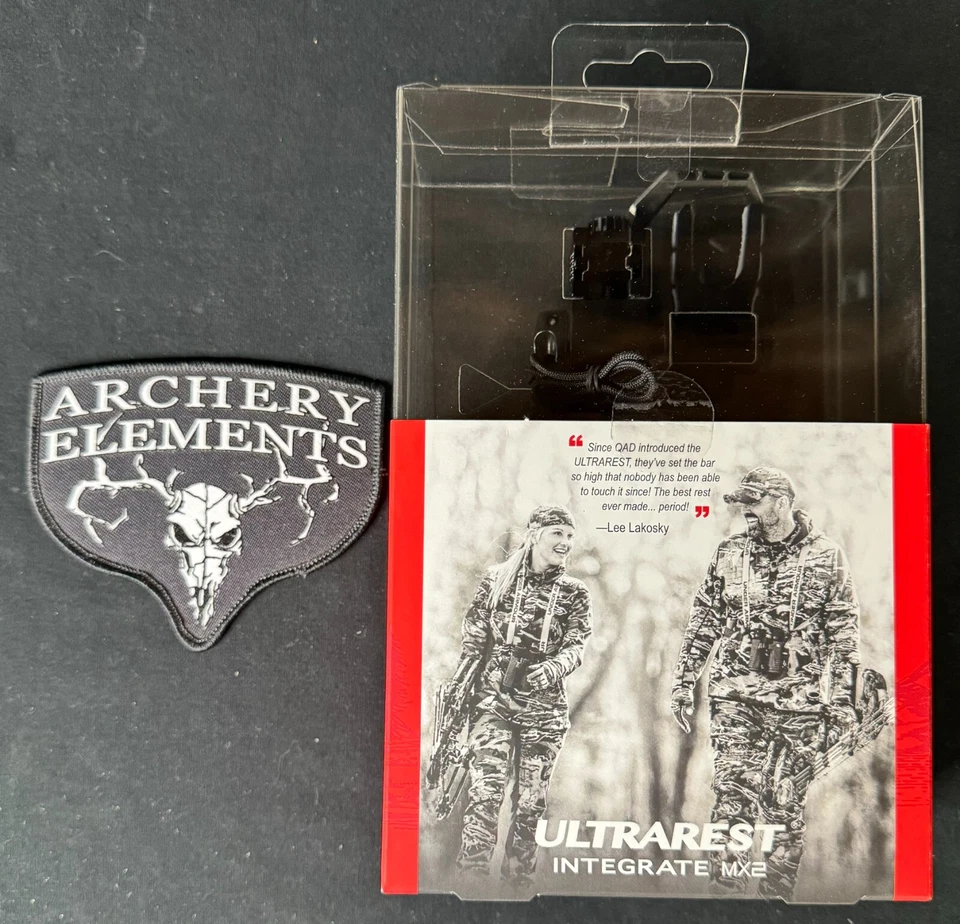 ARCHERY
ELEMENTS
“ Since QAD introduced the
ULTRAREST, they've set the bar
so high that nobody has been able
to touch it since! The best rest
ever made... period! ”
—Lee Lakosky
ULTRAREST
INTEGRATE MX2